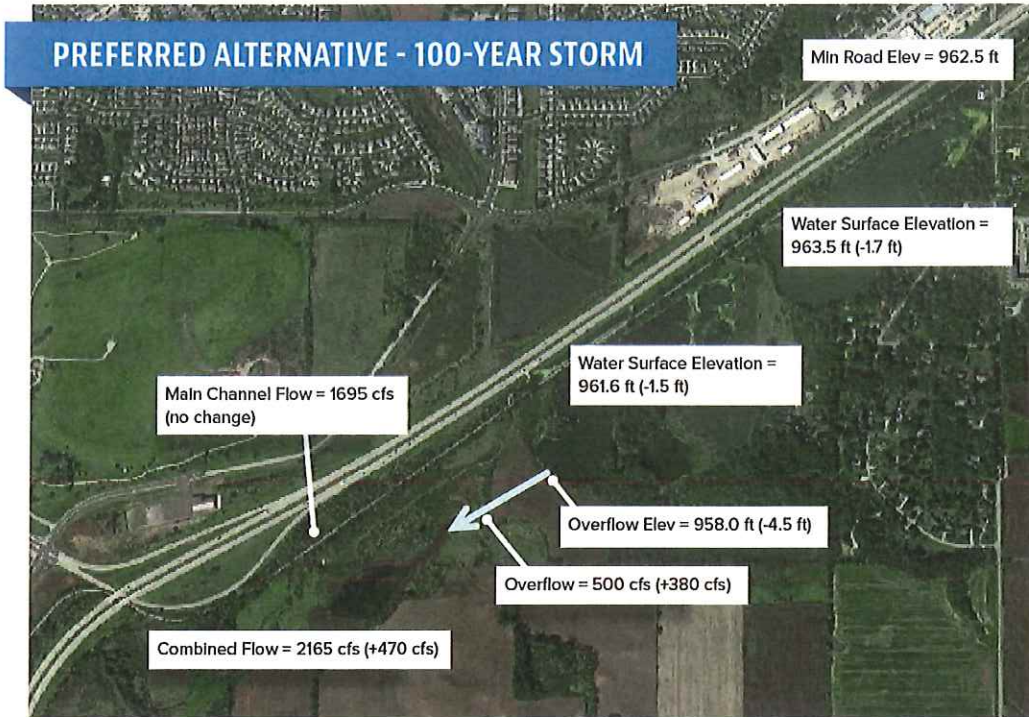 PREFERRED ALTERNATIVE - 100-YEAR STORM
Min Road Elev = 962.5 ft
Water Surface Elevation =
963.5 ft (-1.7 ft)
Water Surface Elevation =
961.6 ft (-1.5 ft)
Main Channel Flow = 1695 cfs
(no change)
Overflow Elev = 958.0 ft (-4.5 ft)
Overflow = 500 cfs (+380 cfs)
Combined Flow = 2165 cfs (+470 cfs)